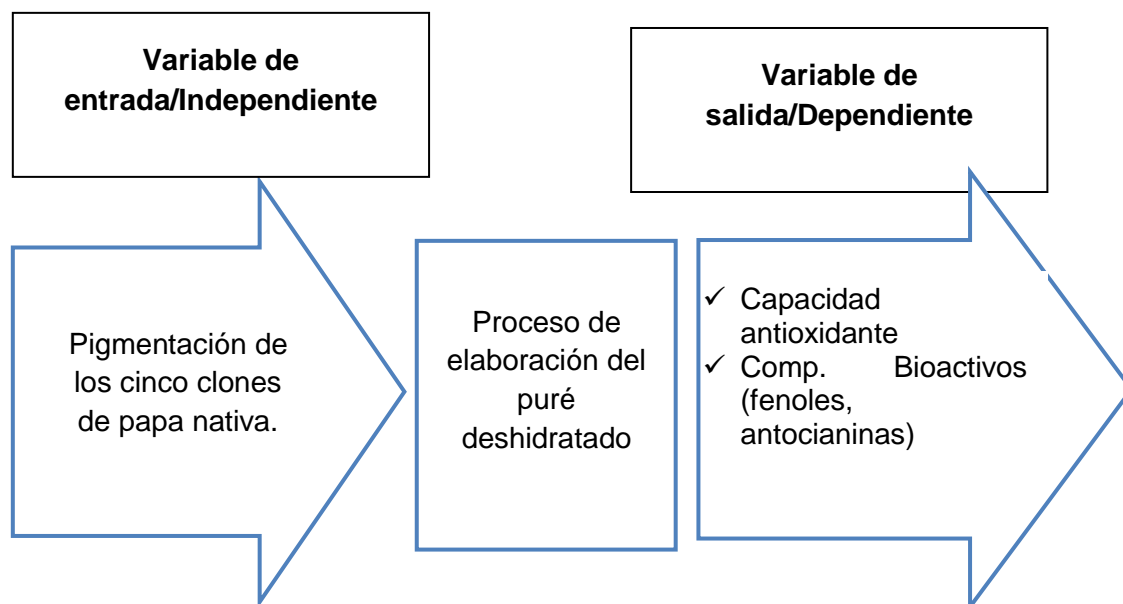 Variable de
entrada/Independiente
Variable de
salida/Dependiente
Pigmentación de
los cinco clones
de papa nativa.
Proceso de
elaboración del
puré
deshidratado
✓ Capacidad
antioxidante
✓ Comp. Bioactivos
(fenoles,
antocianinas)